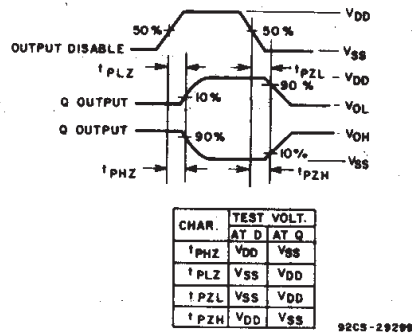 50%
50%
VDD
OUTPUT DISABLE
VSS
tPLZ
tPZL
VDD
90%
10%
Q OUTPUT
VOL
Q OUTPUT
VOH
90%
10%
VSS
tPHZ
tPZH
CHAR. TEST VOLT.
AT D AT Q
tPHZ VDD VSS
tPLZ VSS VDD
tPZL VSS VDD
tPZH VDD VSS
92CS-29299